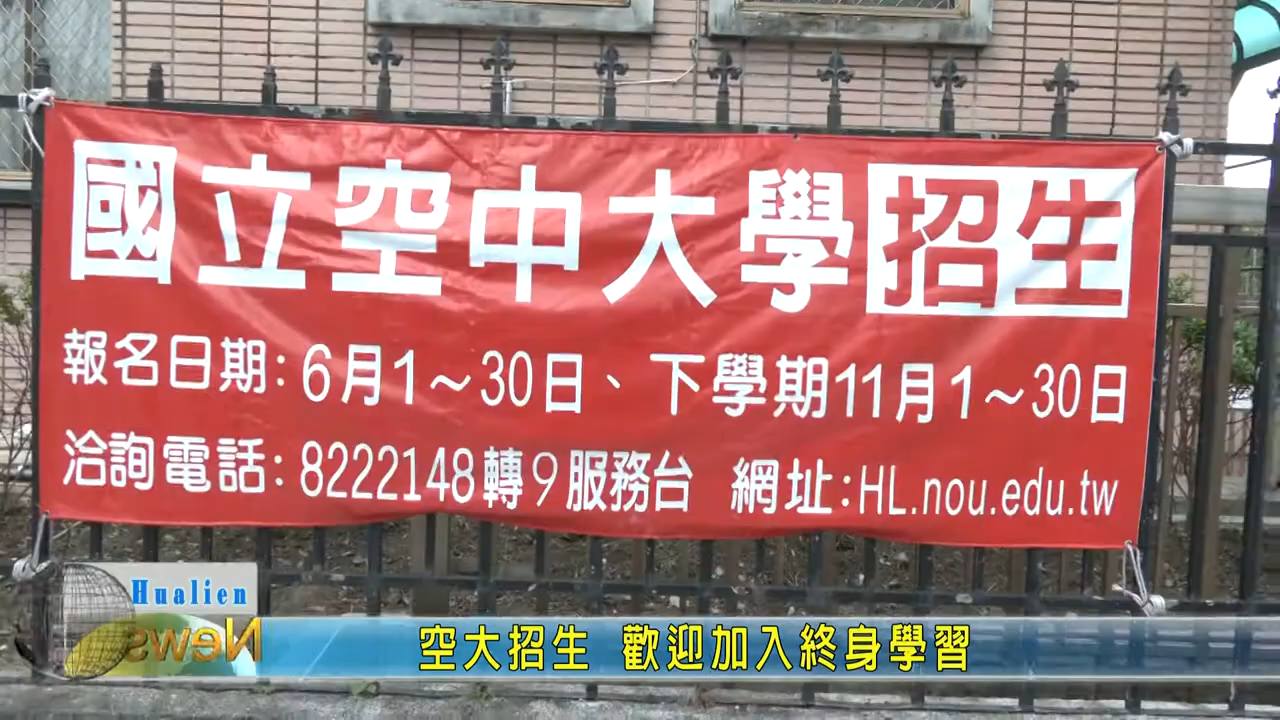 國立空中大學招生
報名日期:6月1~30日、下學期11月1~30日
洽詢電話:8222148轉9服務台 網址:HL.nou.edu.tw
Hualien
News
空大招生 歡迎加入終身學習